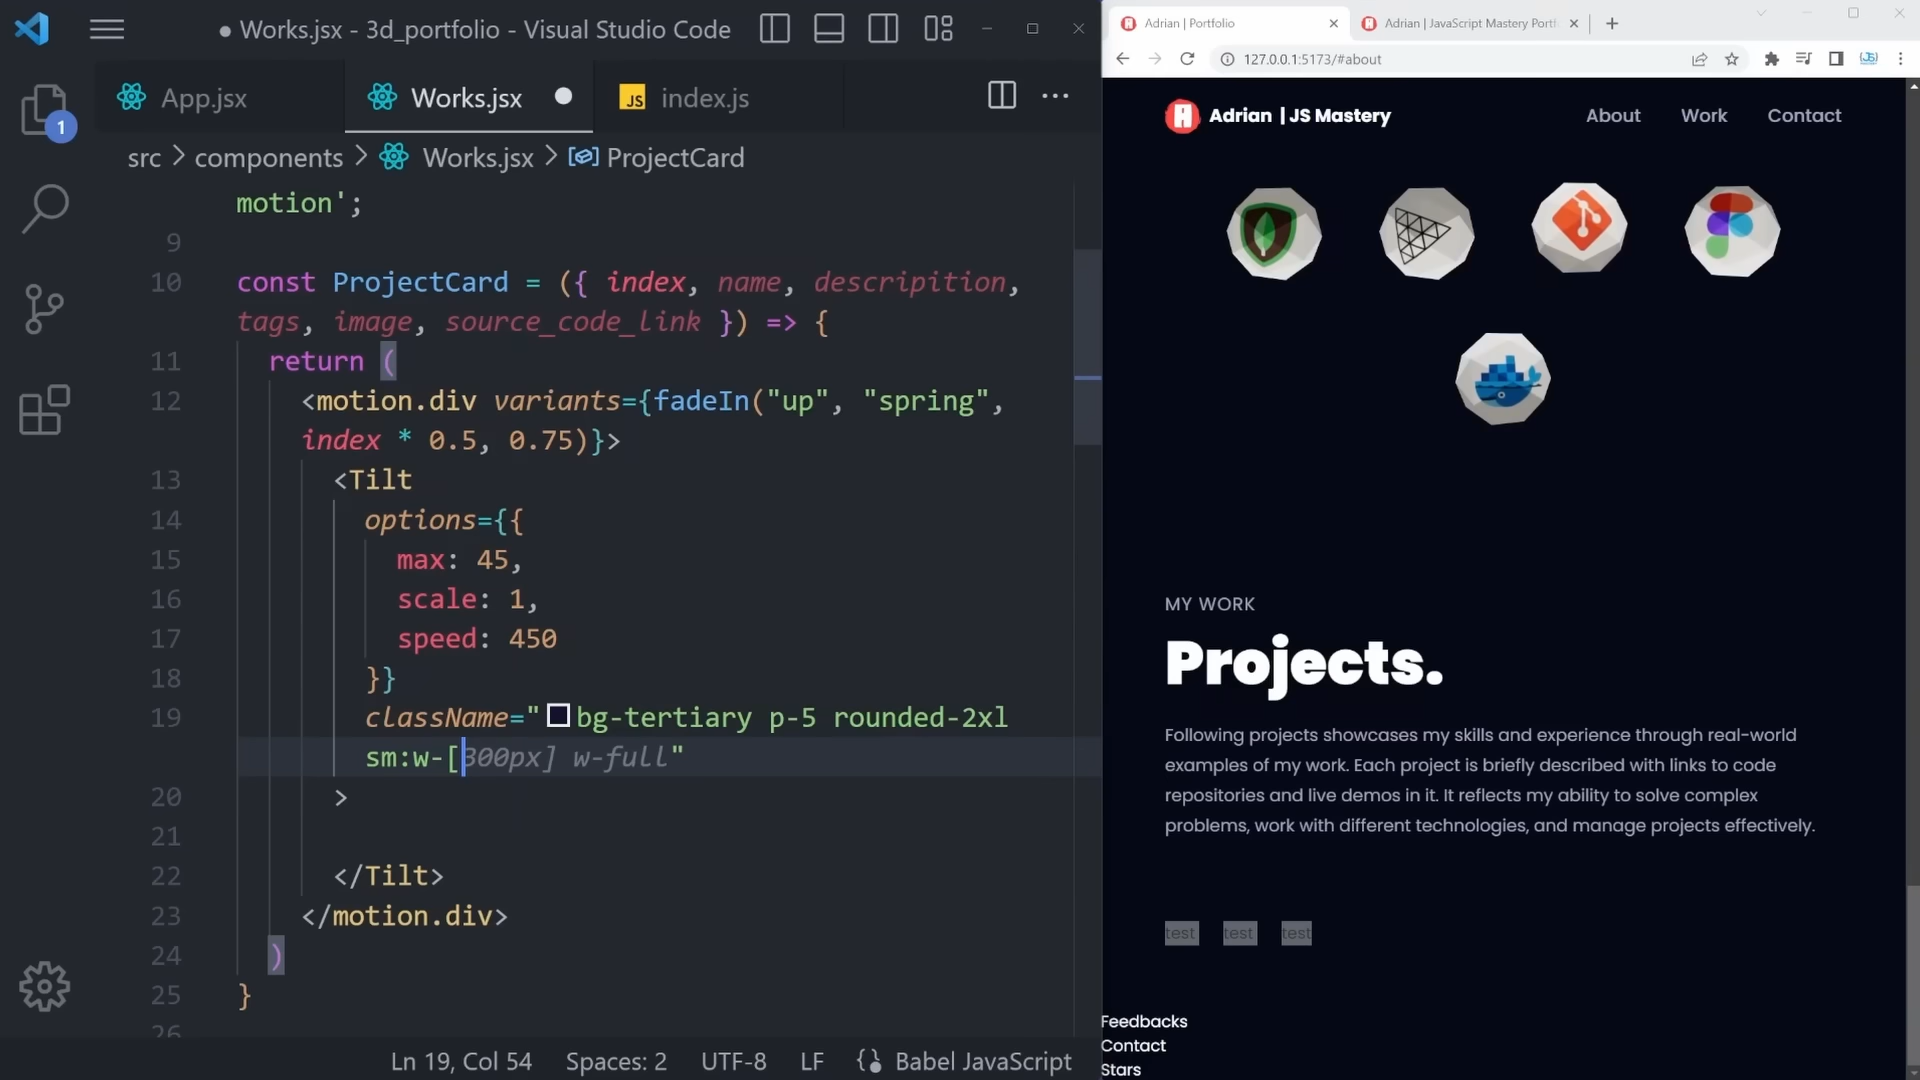 Works.jsx - 3d_portfolio - Visual Studio Code
App.jsx
Works.jsx
JS index.js
1
src > components > Works.jsx > ProjectCard
motion';
9
10 const ProjectCard = ({ index, name, descripition,
tags, image, source_code_link }) => {
11 return (
12 <motion.div variants={fadeIn("up", "spring",
index * 0.5, 0.75)}>
13 <Tilt
14 options={{
15 max: 45,
16 scale: 1,
17 speed: 450
18 }}
19 className="bg-tertiary p-5 rounded-2xl
sm:w-[300px] w-full"
20 >
21
22 </Tilt>
23 </motion.div>
24 )
25 }
26
Ln 19, Col 54 Spaces: 2 UTF-8 LF Babel JavaScript
Adrian | Portfolio
Adrian | JavaScript Mastery Portf
127.0.0.1:5173/#about
Adrian | JS Mastery
About Work Contact
MY WORK
Projects.
Following projects showcases my skills and experience through real-world
examples of my work. Each project is briefly described with links to code
repositories and live demos in it. It reflects my ability to solve complex
problems, work with different technologies, and manage projects effectively.
test test test
Feedbacks
Contact
Stars